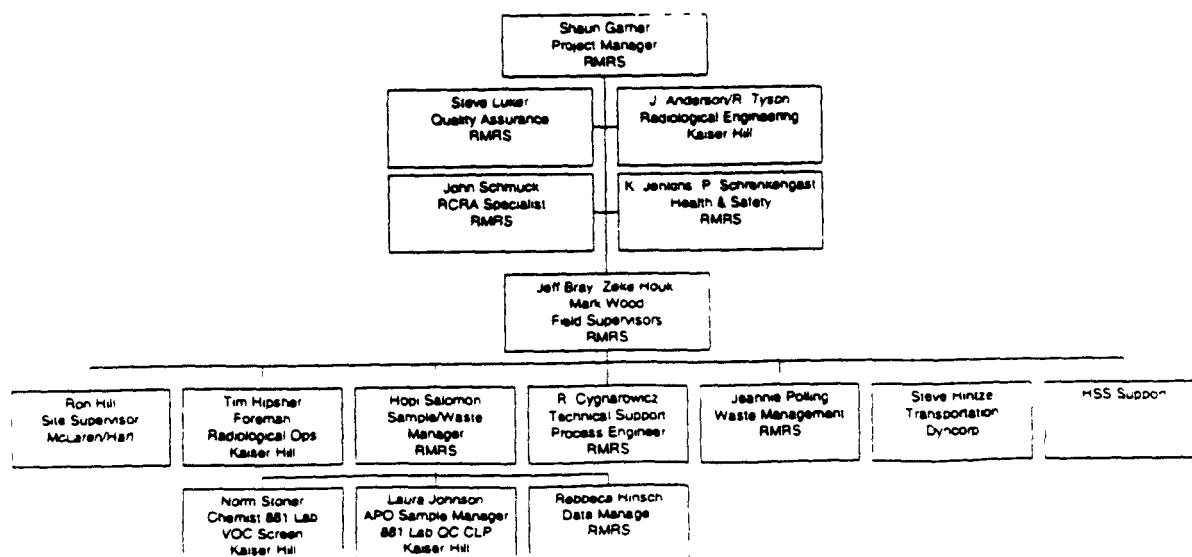 Shaun Garner
Project Manager
RMRS
Steve Luker
Quality Assurance
RMRS
J. Anderson/R. Tyson
Radiological Engineering
Kaiser Hill
John Schmuck
RCRA Specialist
RMRS
K. Jenkins P. Schrenkengast
Health & Safety
RMRS
Jeff Bray Zeke Houk
Mark Wood
Field Supervisors
RMRS
Ron Hill
Site Supervisor
McLaren/Hart
Tim Hipsher
Foreman
Radiological Ops
Kaiser Hill
Hopi Salomon
Sample/Waste
Manager
RMRS
R. Cygnarowicz
Technical Support
Process Engineer
RMRS
Jeannie Polling
Waste Management
RMRS
Steve Hintze
Transportation
Dyncorp
HSS Support
Norm Stoner
Chemist 881 Lab
VOC Screen
Kaiser Hill
Laura Johnson
APO Sample Manager
881 Lab QC CLP
Kaiser Hill
Rebbeca Hinsch
Data Manage
RMRS